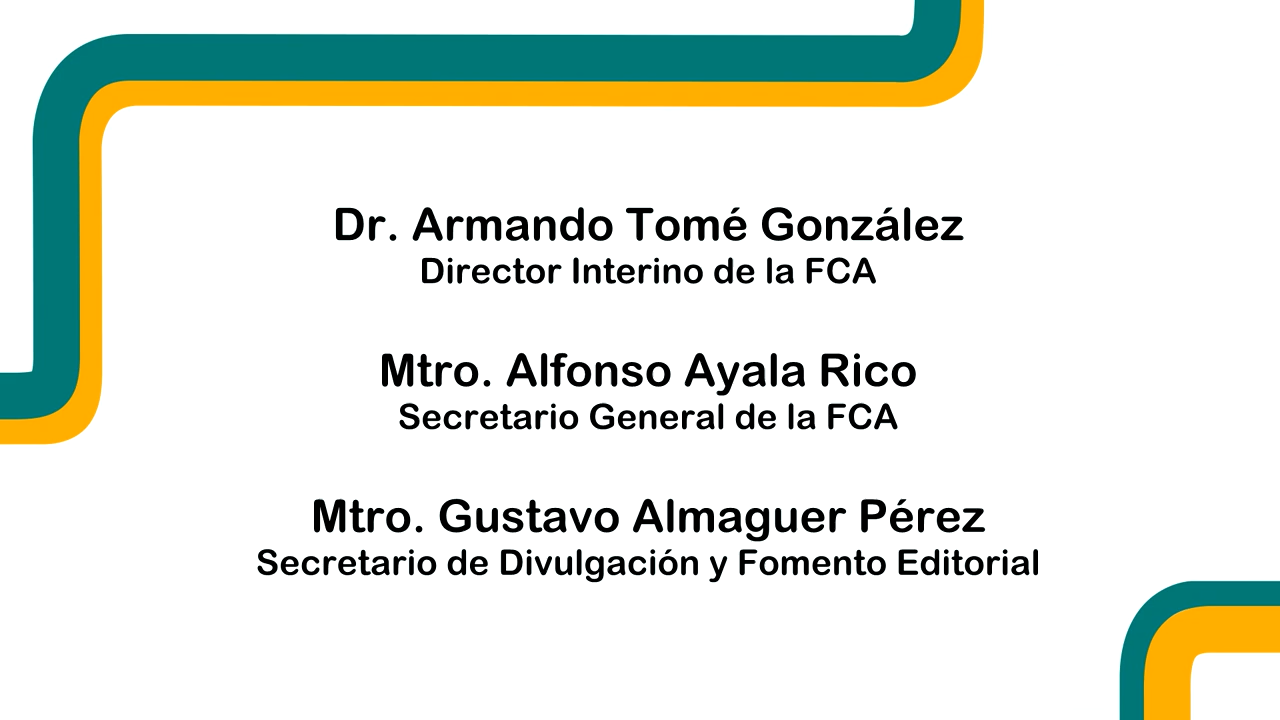 Dr. Armando Tomé González
Director Interino de la FCA
Mtro. Alfonso Ayala Rico
Secretario General de la FCA
Mtro. Gustavo Almaguer Pérez
Secretario de Divulgación y Fomento Editorial